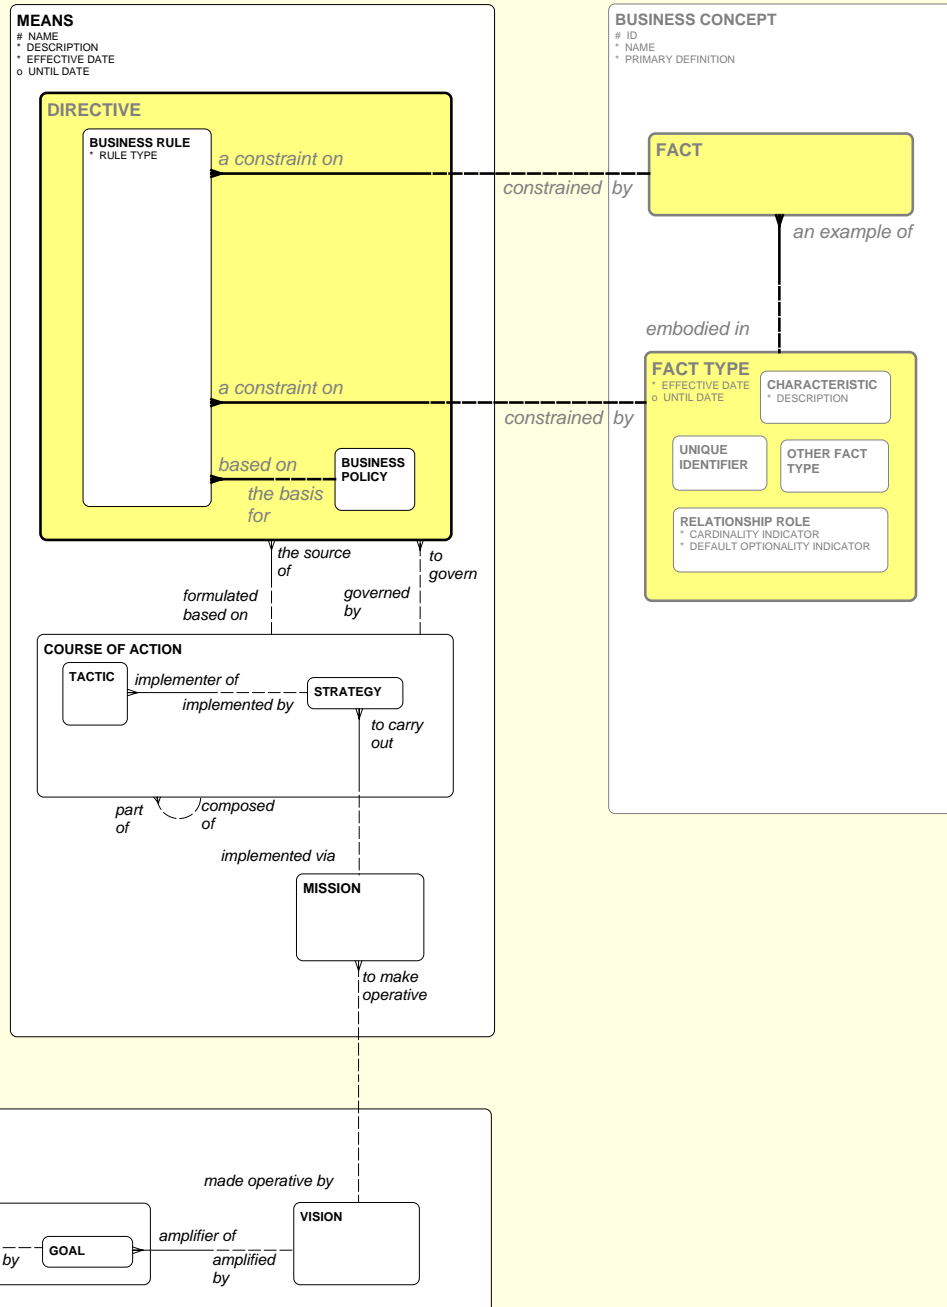 MEANS
# NAME
* DESCRIPTION
* EFFECTIVE DATE
o UNTIL DATE
DIRECTIVE
BUSINESS RULE
* RULE TYPE
a constraint on
constrained by
a constraint on
constrained by
based on
the basis
for
BUSINESS
POLICY
the source
of
to
govern
formulated
based on
governed
by
COURSE OF ACTION
TACTIC
implementer of
implemented by
STRATEGY
to carry
out
part
of
composed
of
implemented via
MISSION
to make
operative
made operative by
VISION
by
GOAL
amplifier of
amplified
by
BUSINESS CONCEPT
# ID
* NAME
* PRIMARY DEFINITION
FACT
an example of
embodied in
FACT TYPE
* EFFECTIVE DATE
o UNTIL DATE
CHARACTERISTIC
* DESCRIPTION
UNIQUE
IDENTIFIER
OTHER FACT
TYPE
RELATIONSHIP ROLE
* CARDINALITY INDICATOR
* DEFAULT OPTIONALITY INDICATOR